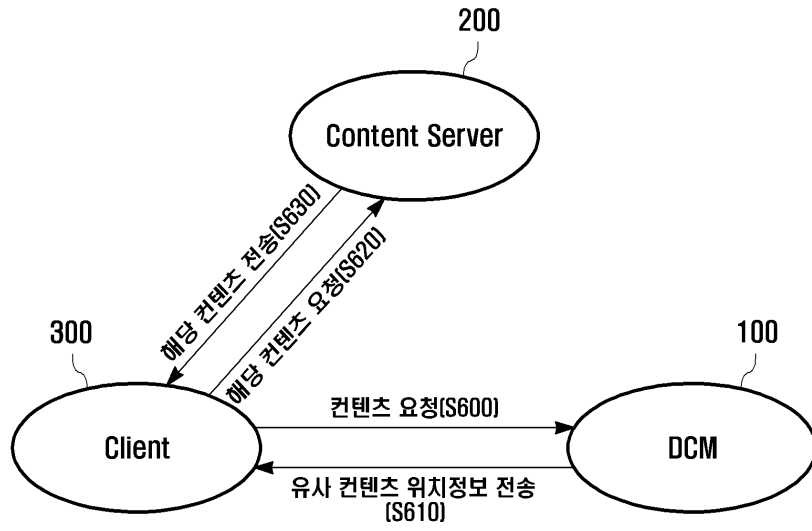 200
Content Server
해당 컨텐츠 전송(S630)
해당 컨텐츠 요청(S620)
300
100
Client
컨텐츠 요청(S600)
DCM
유사 컨텐츠 위치정보 전송
(S610)